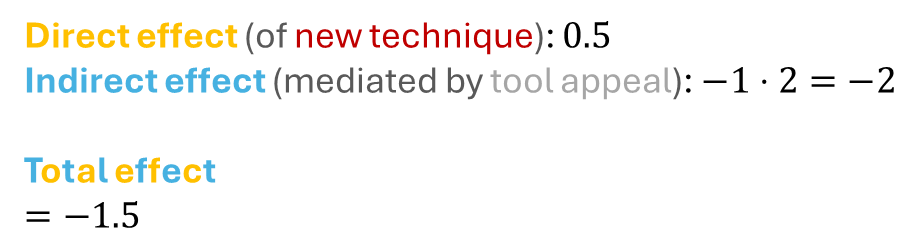 Direct effect (of new technique): 0.5
Indirect effect (mediated by tool appeal): −1 · 2 = −2
Total effect
= −1.5